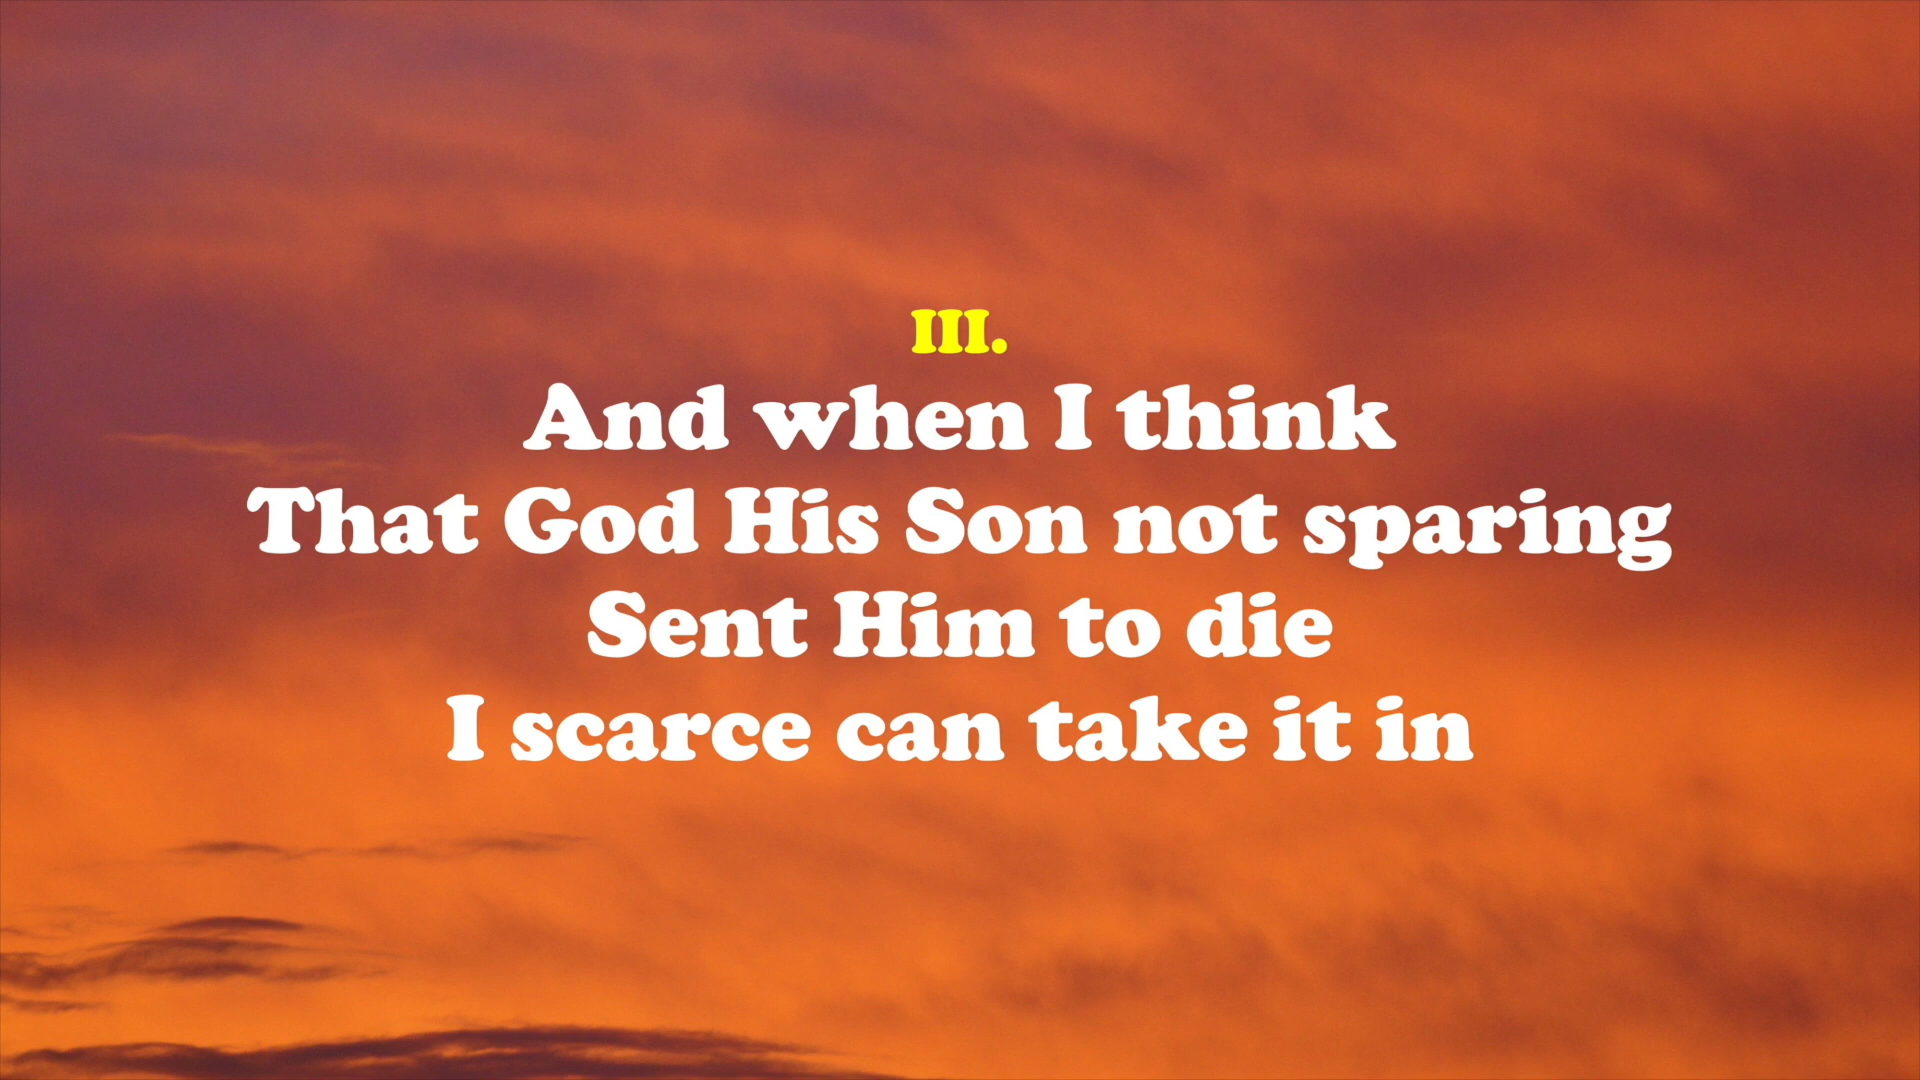 III.
And when I think
That God His Son not sparing
Sent Him to die
I scarce can take it in